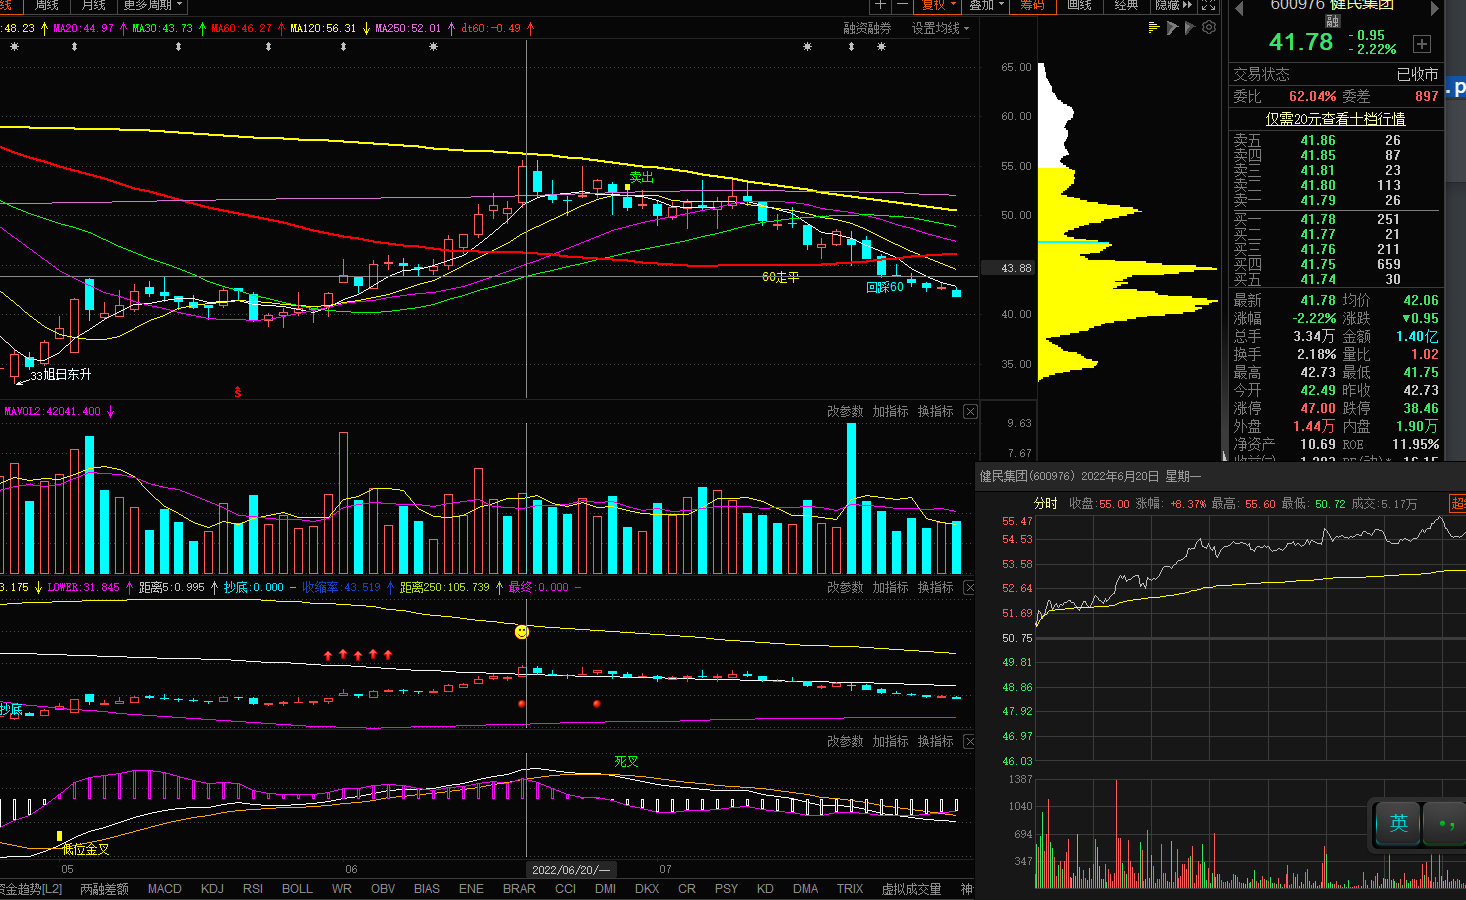 线 周线 月线 更多周期
:48.23 MA20:44.97 MA30:43.73 MA60:46.27 MA120:56.31 MA250:52.01 dt60:-0.49
+ — 复权 叠加 筹码 画线 经典 隐藏
融资融券 设置均线
65.00
60.00
55.00
50.00
43.88
40.00
35.00
卖出
60走平
回踩60
33旭日东升
$
MAVOL2:42041.400
改参数 加指标 换指标
9.63
7.67
3.175 LOWER:31.845 距离5:0.995 抄底:0.000 − 收缩率:43.519 距离250:105.739 最终:0.000 −
改参数 加指标 换指标
抄底
改参数 加指标 换指标
死叉
低位金叉
05 06 2022/06/20/一 07
资金趋势[L2] 两融差额 MACD KDJ RSI BOLL WR OBV BIAS ENE BRAR CCI DMI DKX CR PSY KD DMA TRIX 虚拟成交量 神
600976 健民集团
融
41.78 -0.95
-2.22%
交易状态 已收市
委比 62.04% 委差 897
仅需20元查看十档行情
卖五 41.86 26
卖四 41.85 87
卖三 41.81 23
卖二 41.80 113
卖一 41.79 26
买一 41.78 251
买二 41.77 21
买三 41.76 211
买四 41.75 659
买五 41.74 30
最新 41.78 均价 42.06
涨幅 -2.22% 涨跌 ▼0.95
总手 3.34万 金额 1.40亿
换手 2.18% 量比 1.02
最高 42.73 最低 41.75
今开 42.49 昨收 42.73
涨停 47.00 跌停 38.46
外盘 1.44万 内盘 1.90万
净资产 10.69 ROE 11.95%
.p
健民集团(600976) 2022年6月20日 星期一
分时 收盘:55.00 涨幅: +8.37% 最高: 55.60 最低: 50.72 成交:5.17万
55.47
54.53
53.58
52.64
51.69
50.75
49.81
48.86
47.92
46.97
46.03
1387
1040
694
347
英 ·,